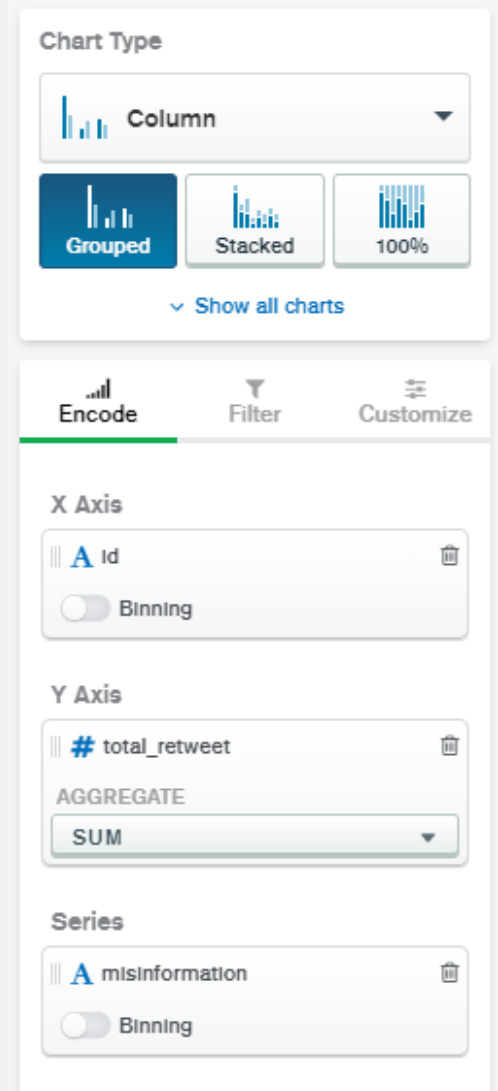 Chart Type
Column
Grouped Stacked 100%
Show all charts
Encode Filter Customize
X Axis
A id
Binning
Y Axis
# total_retweet
AGGREGATE
SUM
Series
A misinformation
Binning